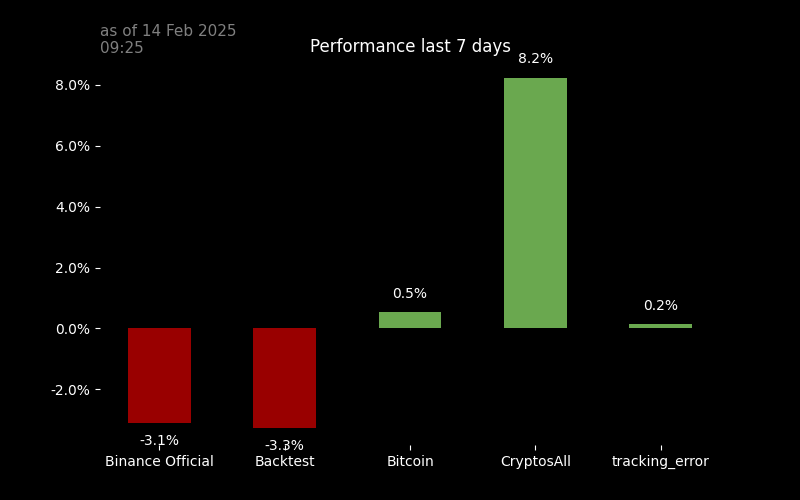 as of 14 Feb 2025
09:25
Performance last 7 days
8.2%
8.0%
6.0%
4.0%
2.0%
0.5%
0.2%
0.0%
-2.0%
-3.1%
-3.3%
Binance Official
Backtest
Bitcoin
CryptosAll
tracking_error